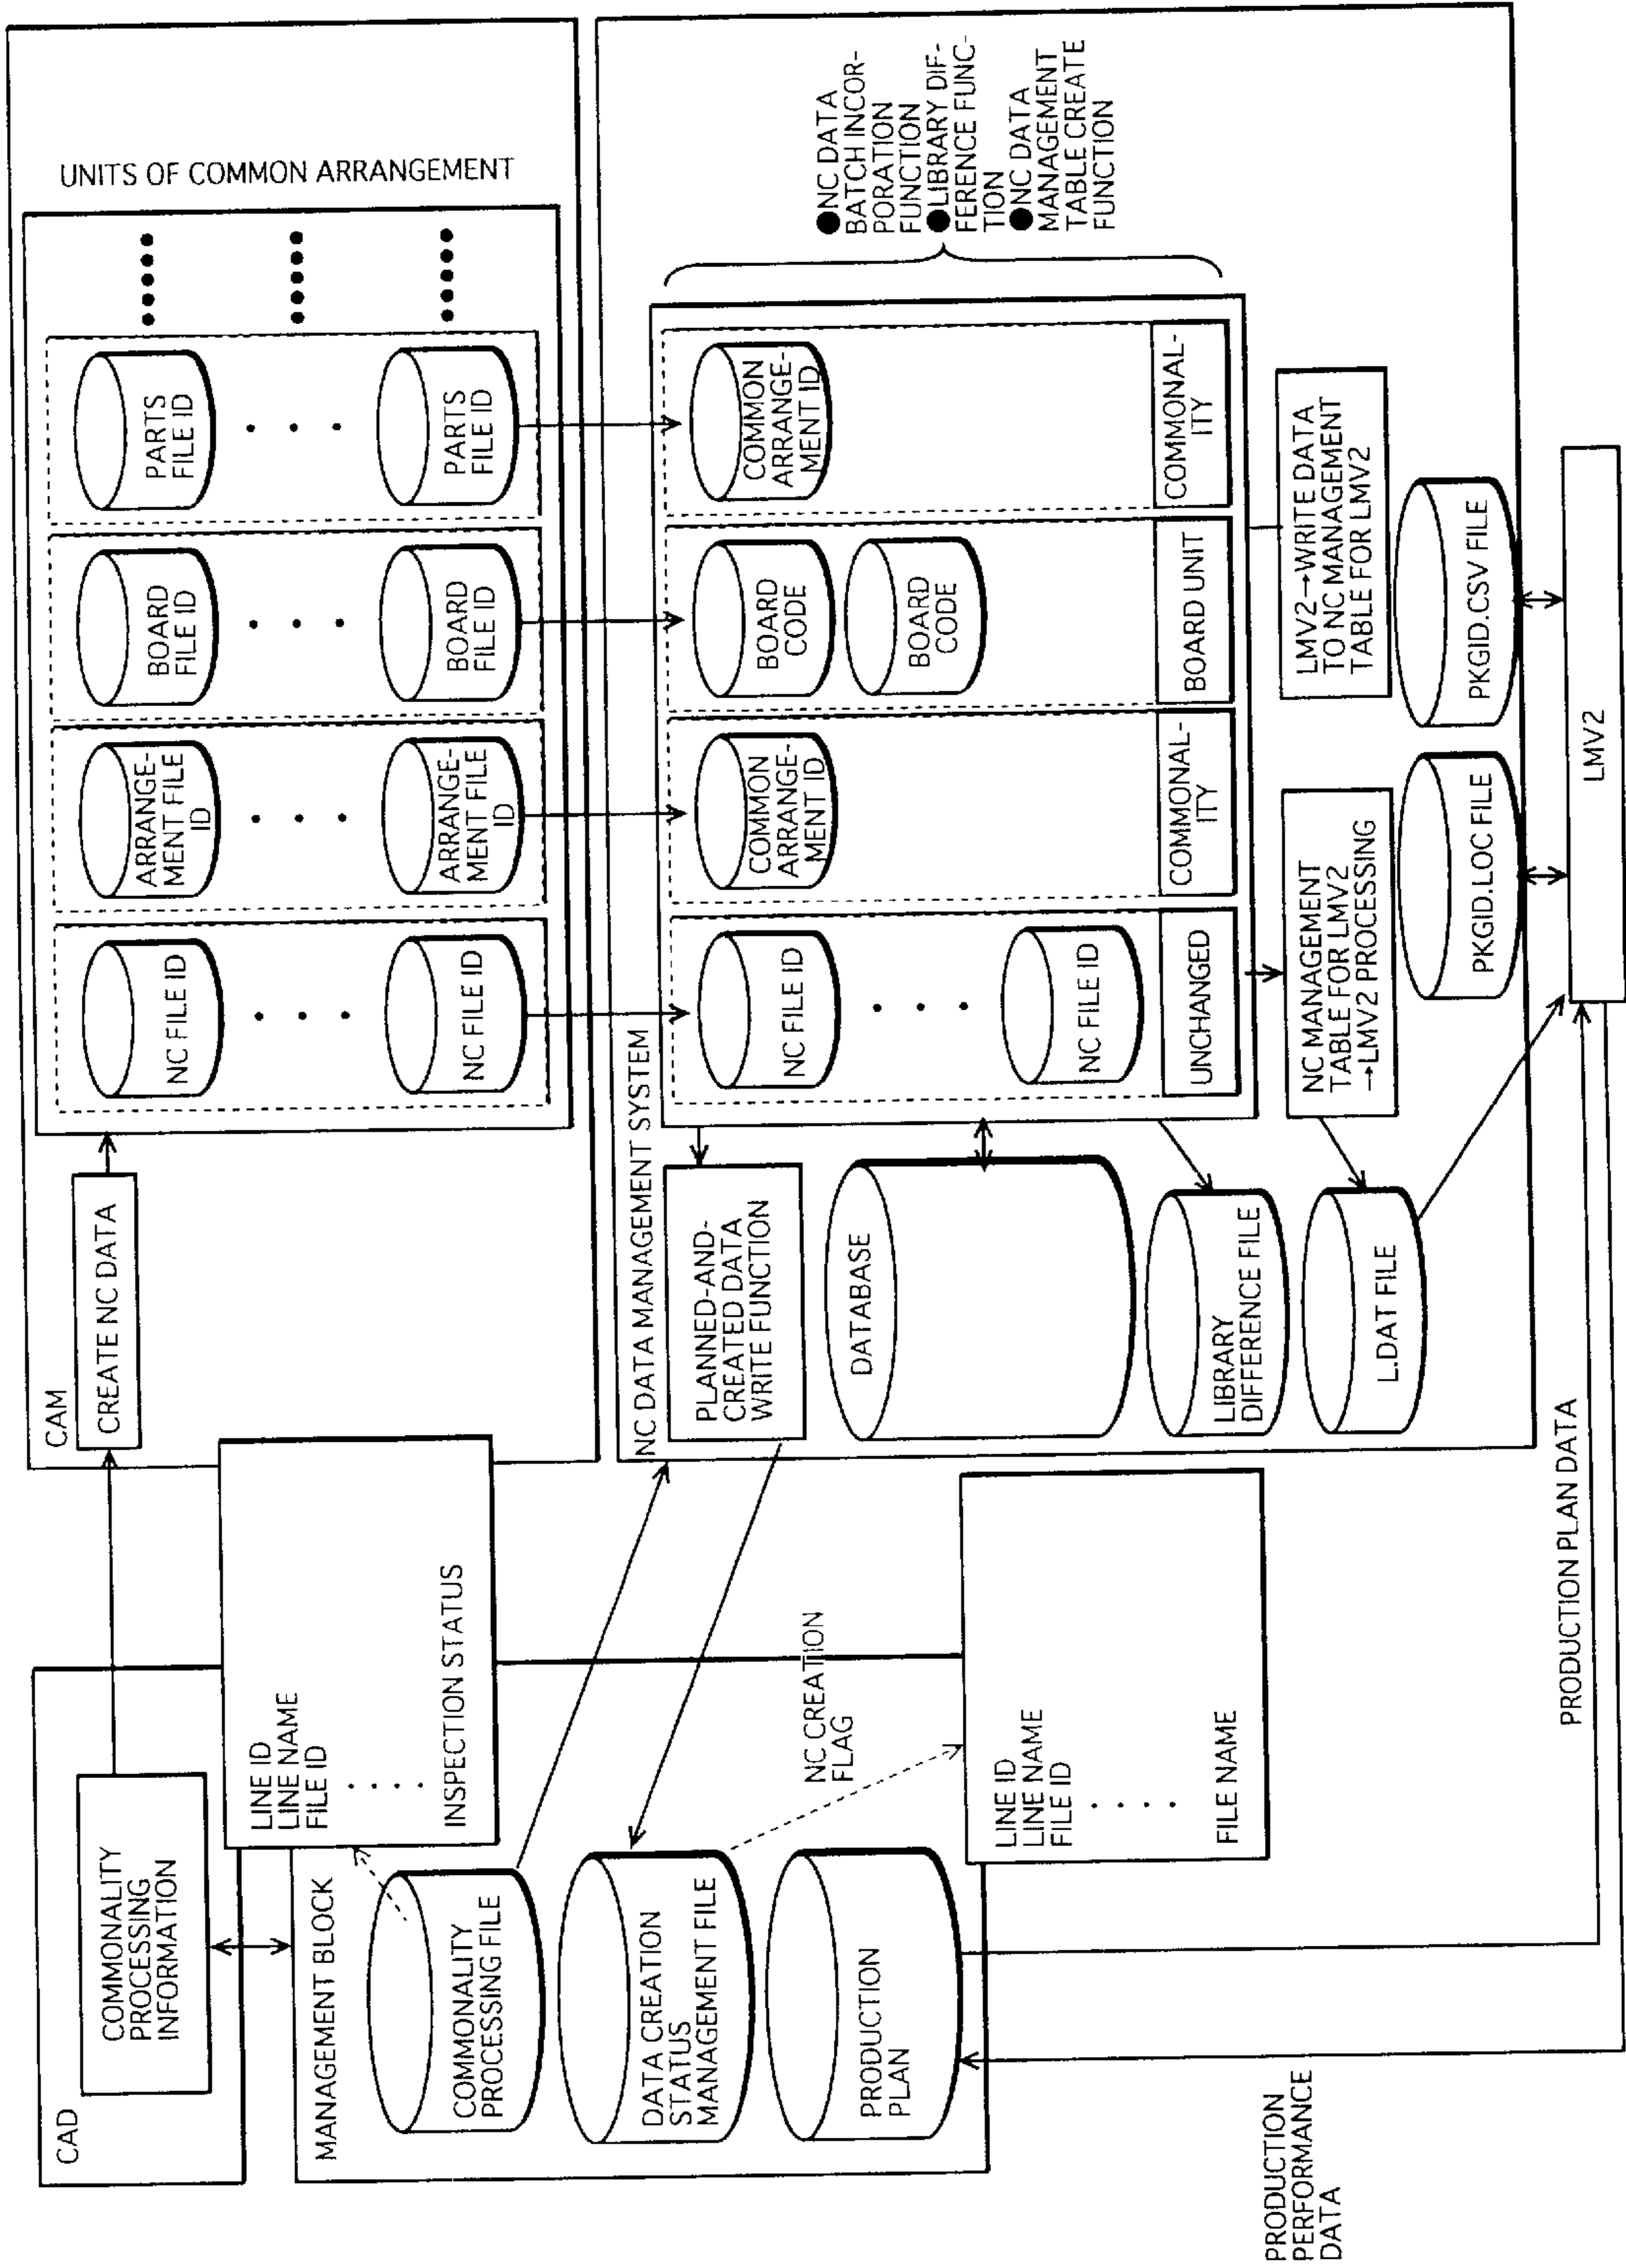 CAD
COMMONALITY
PROCESSING
INFORMATION
MANAGEMENT BLOCK
COMMONALITY
PROCESSING FILE
DATA CREATION
STATUS
MANAGEMENT FILE
PRODUCTION
PLAN
LINE ID
LINE NAME
FILE ID
INSPECTION STATUS
NC CREATION
FLAG
LINE ID
LINE NAME
FILE ID
FILE NAME
PRODUCTION
PERFORMANCE
DATA
PRODUCTION PLAN DATA
CAM
CREATE NC DATA
UNITS OF COMMON ARRANGEMENT
NC FILE ID
NC FILE ID
ARRANGE-
MENT FILE
ID
ARRANGE-
MENT FILE
ID
BOARD
FILE ID
BOARD
FILE ID
PARTS
FILE ID
PARTS
FILE ID
NC DATA MANAGEMENT SYSTEM
PLANNED-AND-
CREATED DATA
WRITE FUNCTION
DATABASE
LIBRARY
DIFFERENCE FILE
L.DAT FILE
NC FILE ID
NC FILE ID
UNCHANGED
COMMON
ARRANGE-
MENT ID
COMMONAL-
ITY
BOARD
CODE
BOARD
CODE
BOARD UNIT
COMMON
ARRANGE-
MENT ID
COMMONAL-
ITY
●NC DATA
BATCH INCOR-
PORATION
FUNCTION
●LIBRARY DIF-
FERENCE FUNC-
TION
●NC DATA
MANAGEMENT
TABLE CREATE
FUNCTION
NC MANAGEMENT
TABLE FOR LMV2
→LMV2 PROCESSING
LMV2→WRITE DATA
TO NC MANAGEMENT
TABLE FOR LMV2
PKGID.LOC FILE
PKGID.CSV FILE
LMV2